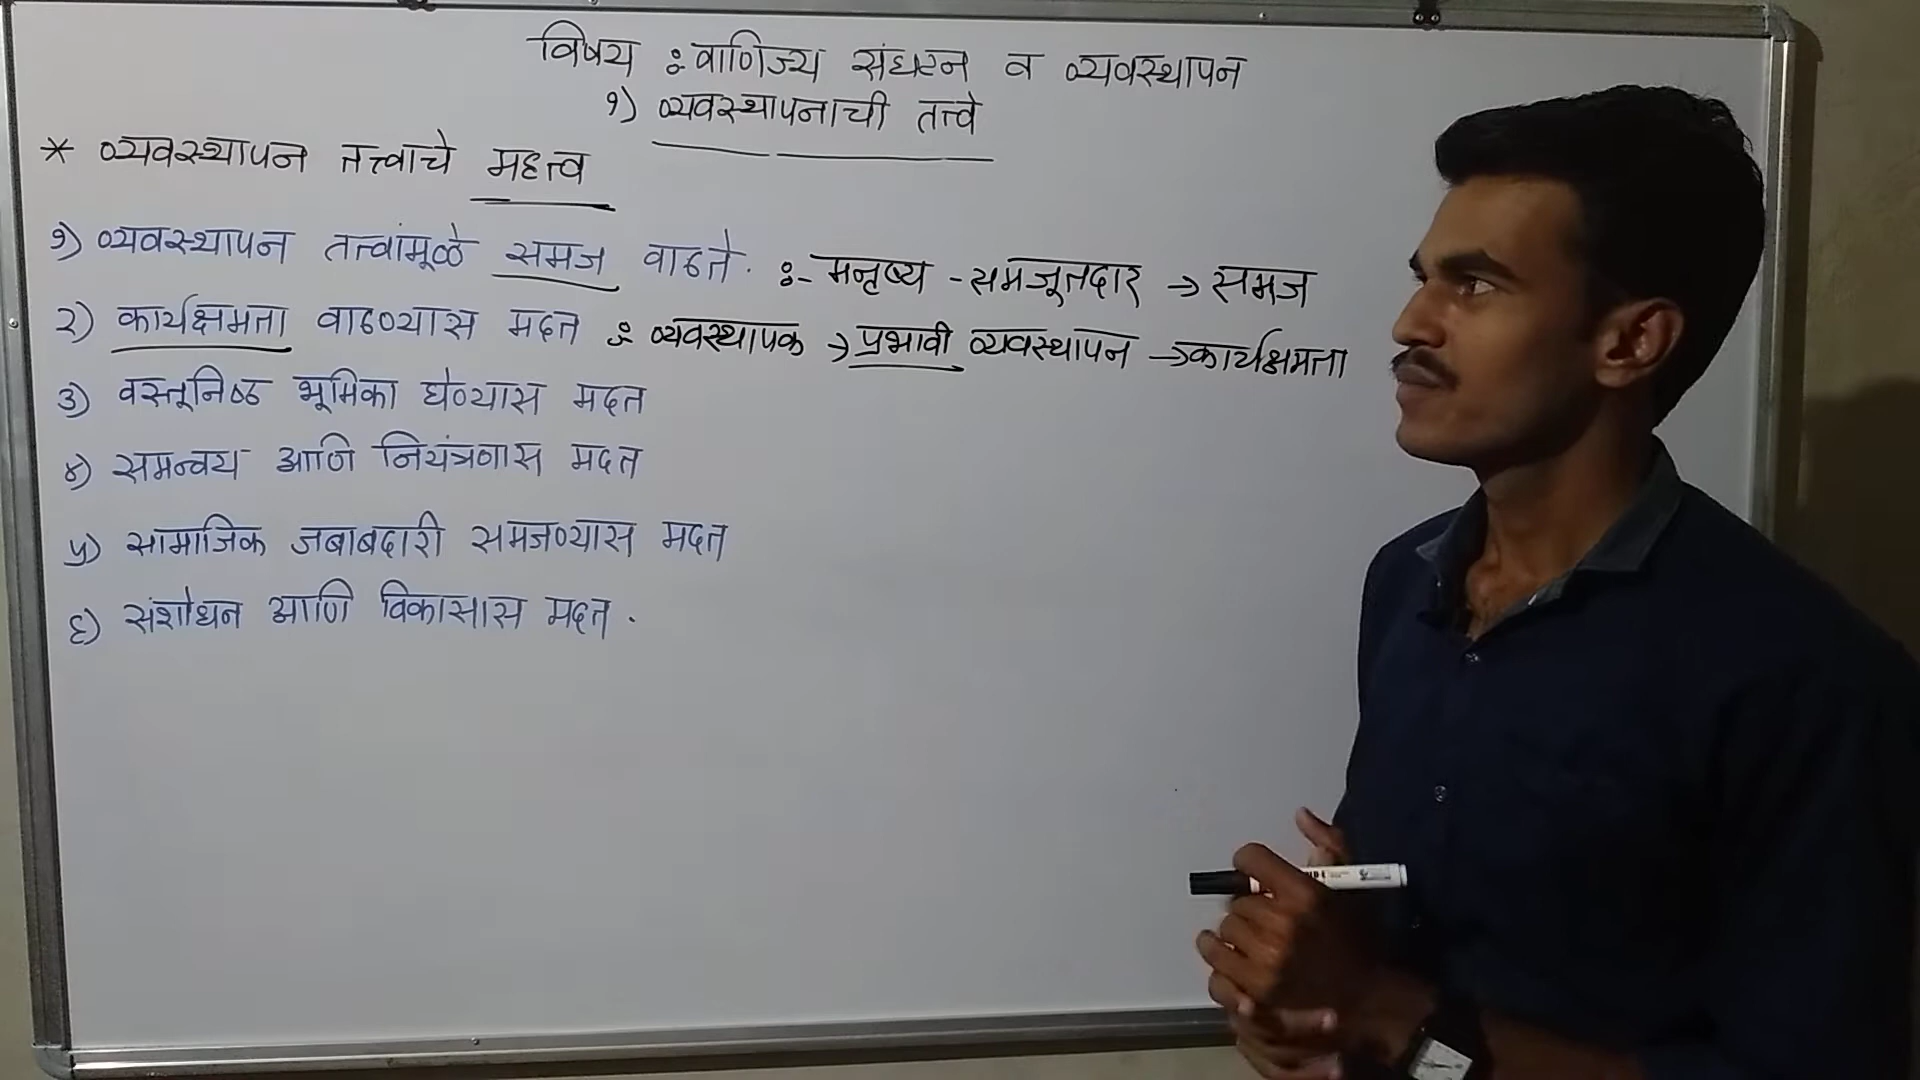 विषय : वाणिज्य संघटन व व्यवस्थापन
१) व्यवस्थापनाची तत्त्वे
* व्यवस्थापन तत्त्वाचे महत्त्व
१) व्यवस्थापन तत्त्वांमूळे समज वाढते. :- मनुष्य - समजूतदार → समज
२) कार्यक्षमता वाढण्यास मदत :- व्यवस्थापक → प्रभावी व्यवस्थापन → कार्यक्षमता
३) वस्तूनिष्ठ भूमिका घेण्यास मदत
४) समन्वय आणि नियंत्रणास मदत
५) सामाजिक जबाबदारी समजण्यास मदत
६) संशोधन आणि विकासास मदत.